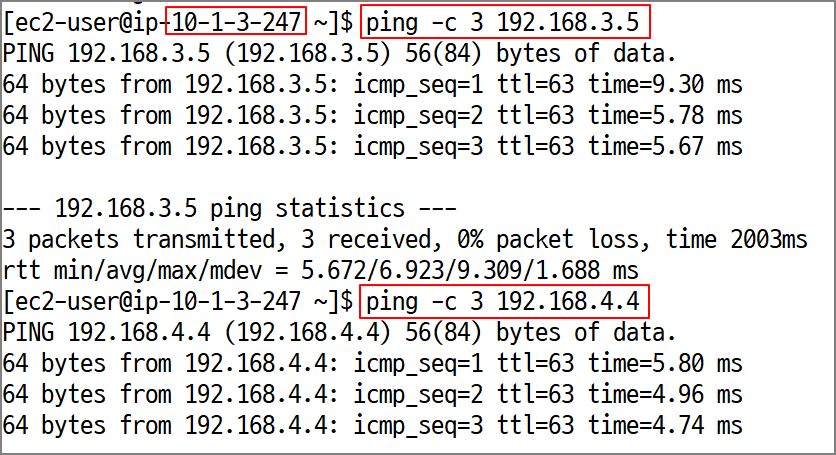 [ec2-user@ip-10-1-3-247 ~]$ ping -c 3 192.168.3.5
PING 192.168.3.5 (192.168.3.5) 56(84) bytes of data.
64 bytes from 192.168.3.5: icmp_seq=1 ttl=63 time=9.30 ms
64 bytes from 192.168.3.5: icmp_seq=2 ttl=63 time=5.78 ms
64 bytes from 192.168.3.5: icmp_seq=3 ttl=63 time=5.67 ms
--- 192.168.3.5 ping statistics ---
3 packets transmitted, 3 received, 0% packet loss, time 2003ms
rtt min/avg/max/mdev = 5.672/6.923/9.309/1.688 ms
[ec2-user@ip-10-1-3-247 ~]$ ping -c 3 192.168.4.4
PING 192.168.4.4 (192.168.4.4) 56(84) bytes of data.
64 bytes from 192.168.4.4: icmp_seq=1 ttl=63 time=5.80 ms
64 bytes from 192.168.4.4: icmp_seq=2 ttl=63 time=4.96 ms
64 bytes from 192.168.4.4: icmp_seq=3 ttl=63 time=4.74 ms